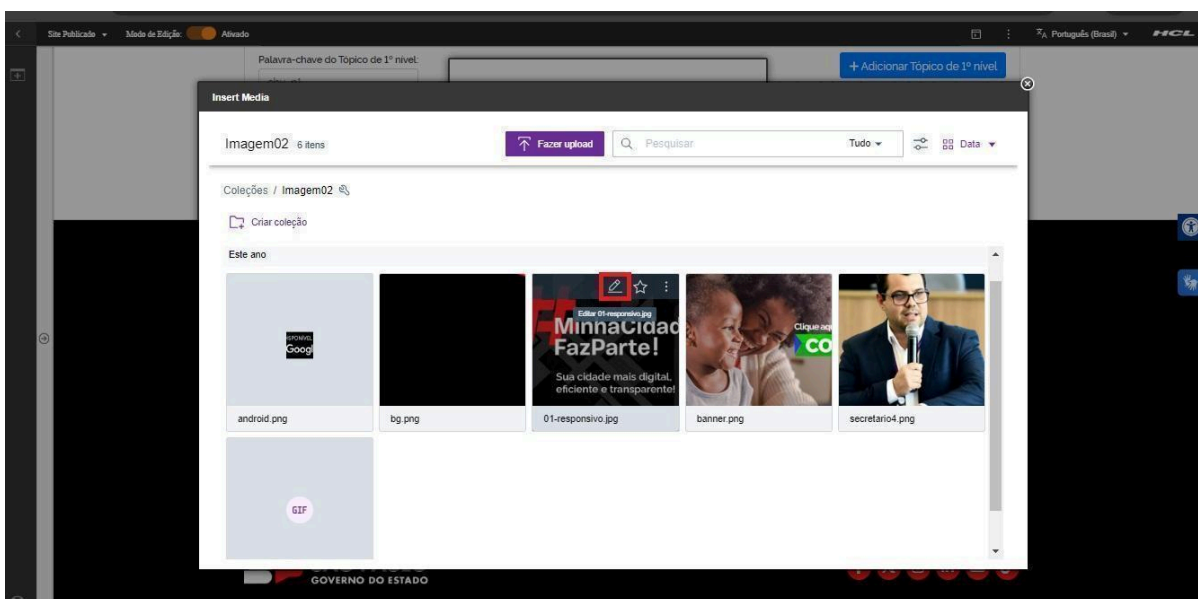 Site Publicado
Modo de Edição: Ativado
Português (Brasil)
HCL
Palavra-chave do Tópico de 1º nível:
+ Adicionar Tópico de 1º nível
Insert Media
Imagem02 6 itens
Fazer upload
Pesquisar
Tudo
Data
Coleções / Imagem02
Criar coleção
Este ano
Editar 01-responsivo.jpg
MinhaCidad
FazParte!
Sua cidade mais digital,
eficiente e transparente!
Googl
Clique aq
CO
android.png
bg.png
01-responsivo.jpg
banner.png
secretario4.png
GIF
GOVERNO DO ESTADO